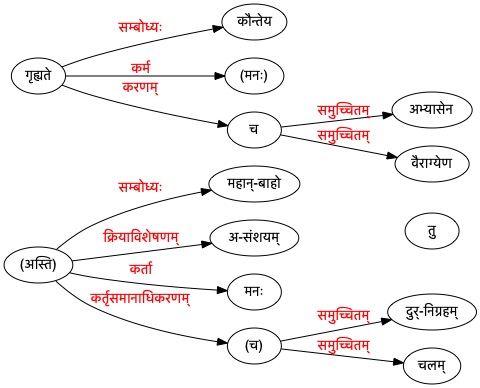 सम्बोध्यः
कौन्तेय
गृह्यते
कर्म
(मनः)
करणम्
च
समुच्चितम्
अभ्यासेन
समुच्चितम्
वैराग्येण
सम्बोध्यः
महान्-बाहो
क्रियाविशेषणम्
अ-संशयम्
तु
(अस्ति)
कर्ता
मनः
कर्तृसमानाधिकरणम्
(च)
समुच्चितम्
दुर्-निग्रहम्
समुच्चितम्
चलम्